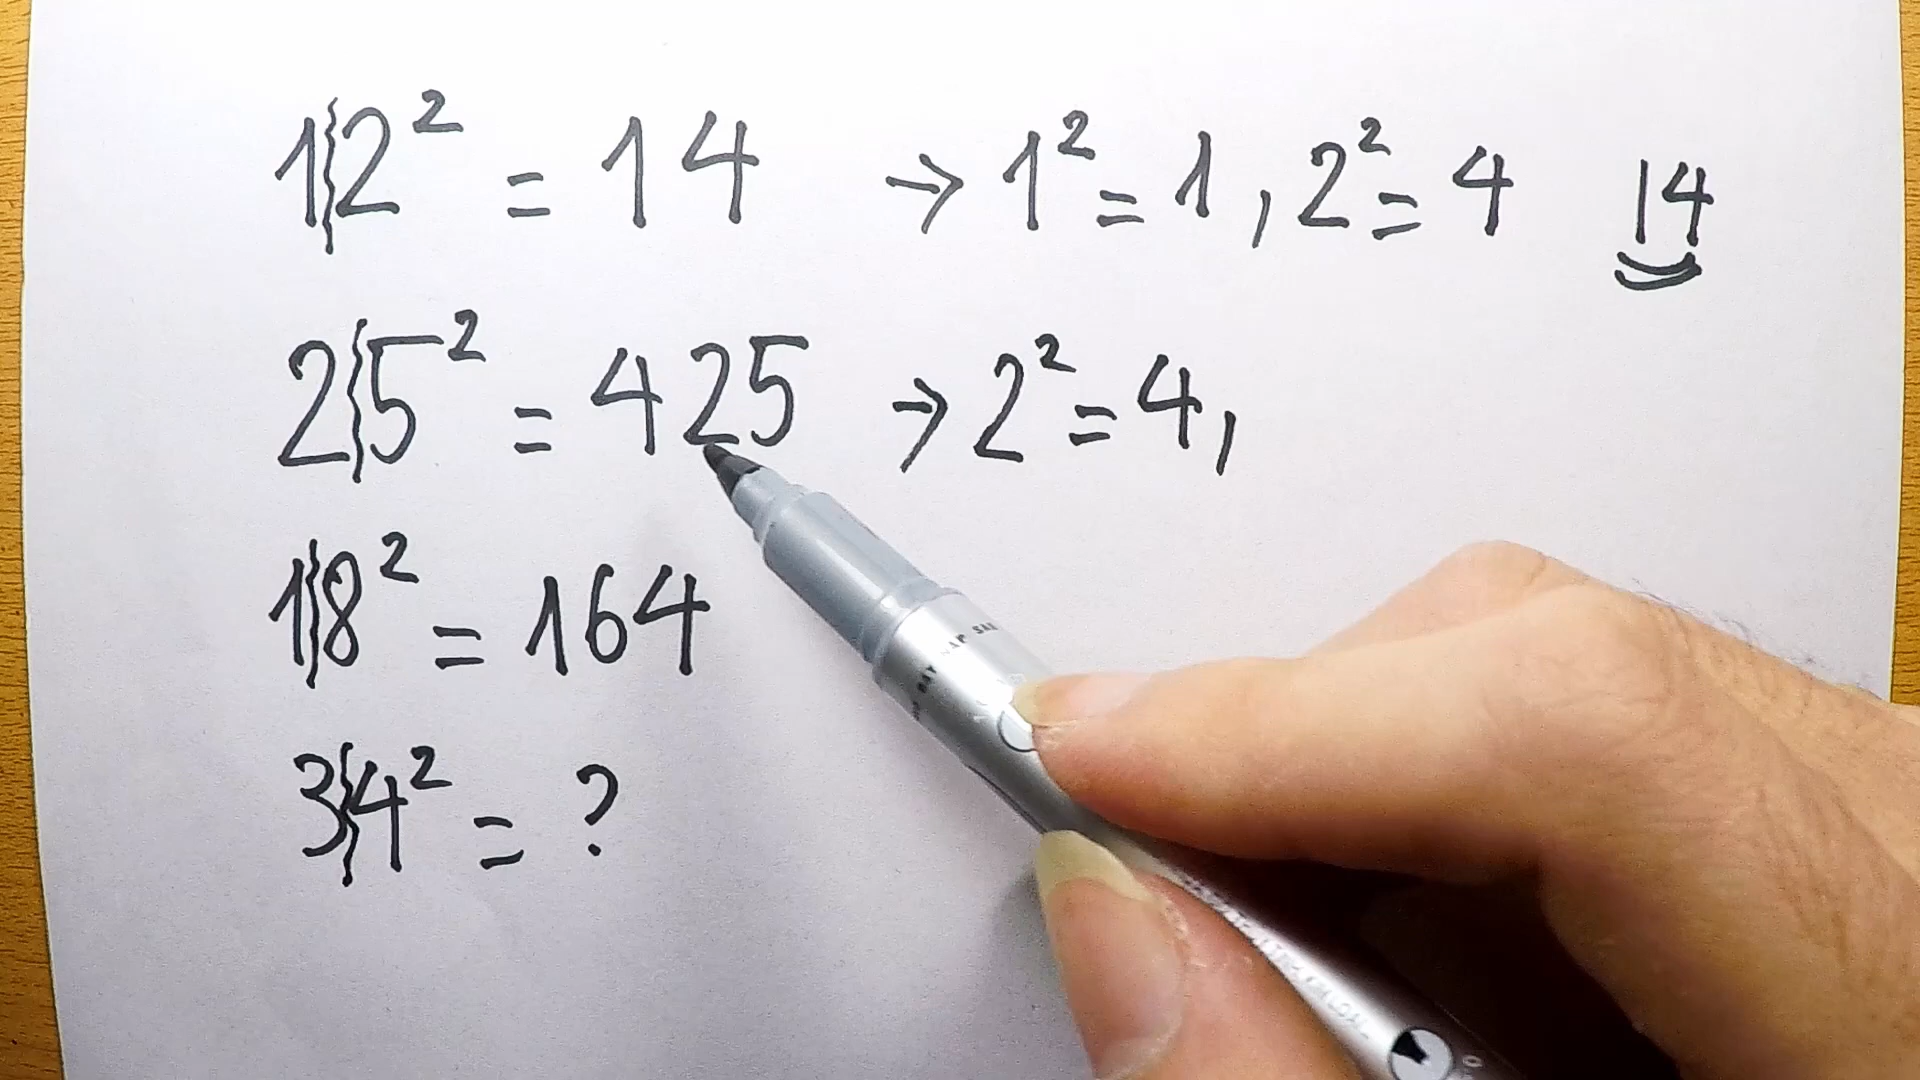 12² = 14 → 1² = 1, 2² = 4 14
25² = 425 → 2² = 4,
18² = 164
34² = ?